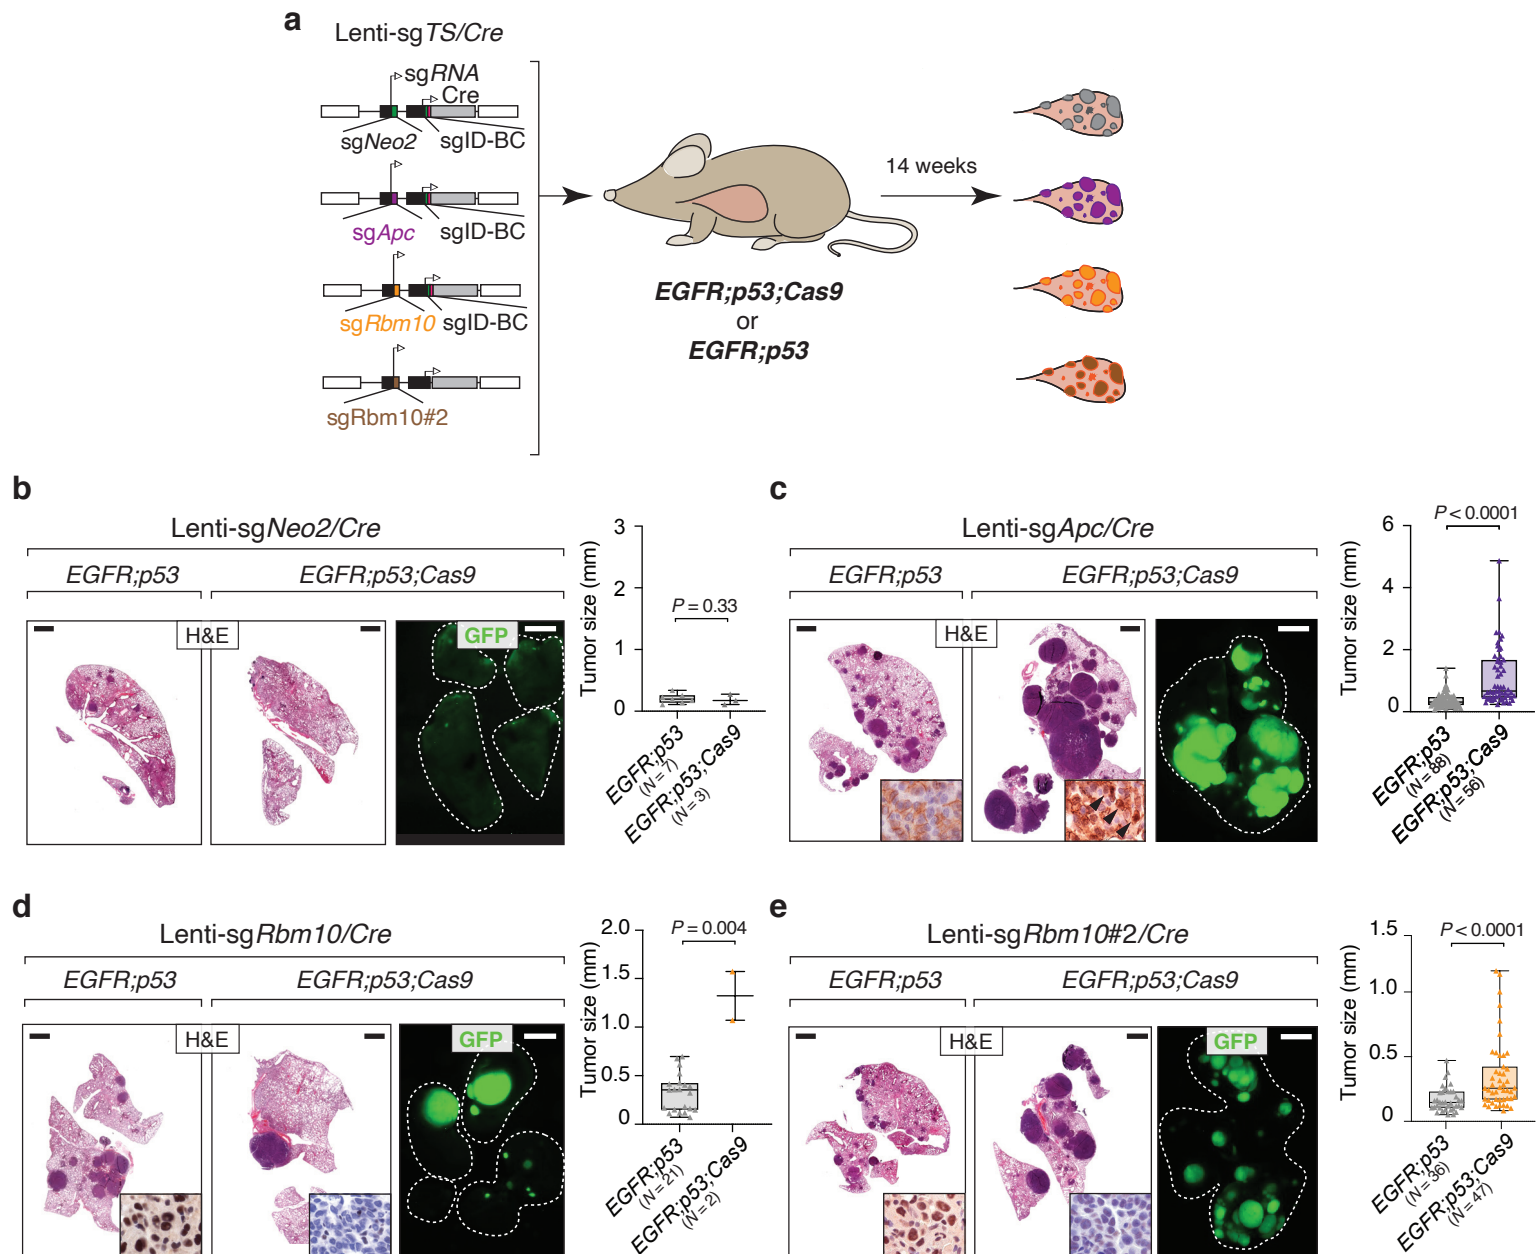 a
Lenti-sgTS/Cre
sgRNA
Cre
sgNeo2
sgID-BC
sgApc
sgID-BC
sgRbm10
sgID-BC
sgRbm10#2
EGFR;p53;Cas9
or
EGFR;p53
14 weeks
b
Lenti-sgNeo2/Cre
EGFR;p53
EGFR;p53;Cas9
H&E
GFP
Tumor size (mm)
3
2
1
0
P = 0.33
EGFR;p53
(N = 7)
EGFR;p53;Cas9
(N = 3)
c
Lenti-sgApc/Cre
EGFR;p53
EGFR;p53;Cas9
H&E
Tumor size (mm)
6
4
2
0
P < 0.0001
EGFR;p53
(N = 88)
EGFR;p53;Cas9
(N = 56)
d
Lenti-sgRbm10/Cre
EGFR;p53
EGFR;p53;Cas9
H&E
GFP
Tumor size (mm)
2.0
1.5
1.0
0.5
0
P = 0.004
EGFR;p53
(N = 21)
EGFR;p53;Cas9
(N = 2)
e
Lenti-sgRbm10#2/Cre
EGFR;p53
EGFR;p53;Cas9
H&E
GFP
Tumor size (mm)
1.5
1.0
0.5
0
P < 0.0001
EGFR;p53
(N = 36)
EGFR;p53;Cas9
(N = 47)